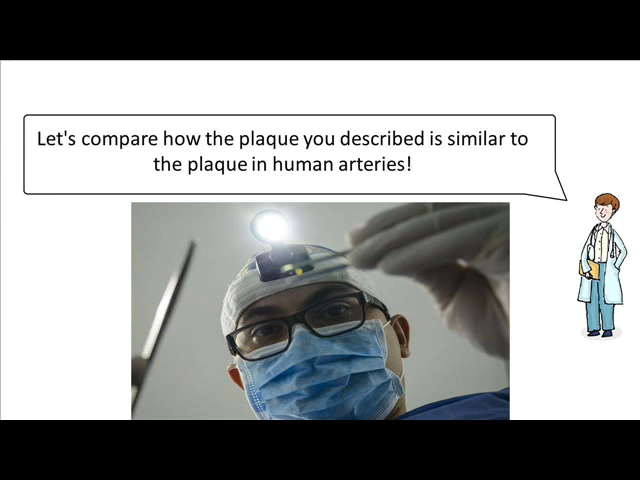 Let's compare how the plaque you described is similar to
the plaque in human arteries!